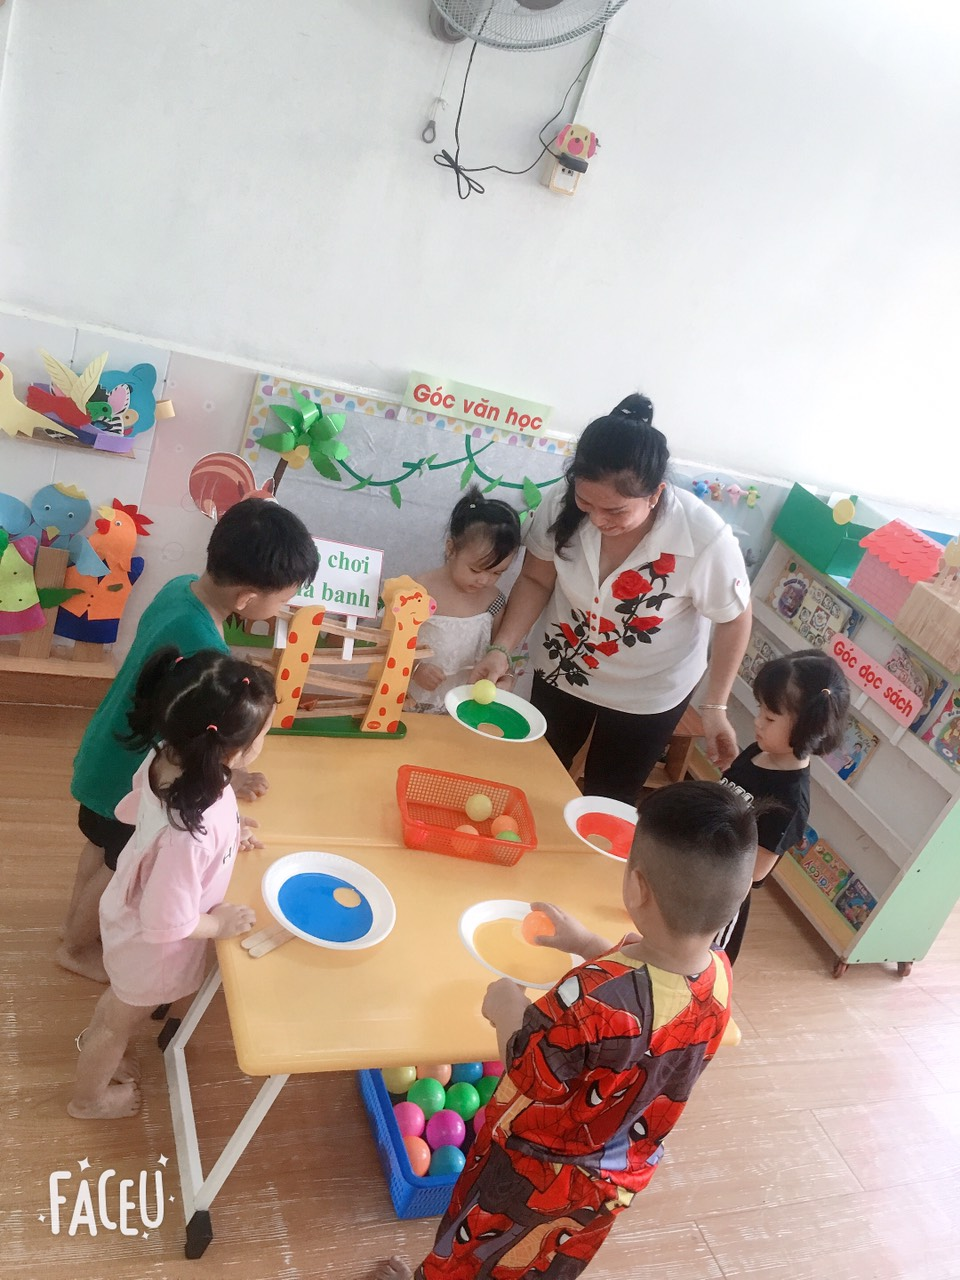 Góc văn học
chơi
banh
Góc đọc sách
FACEU